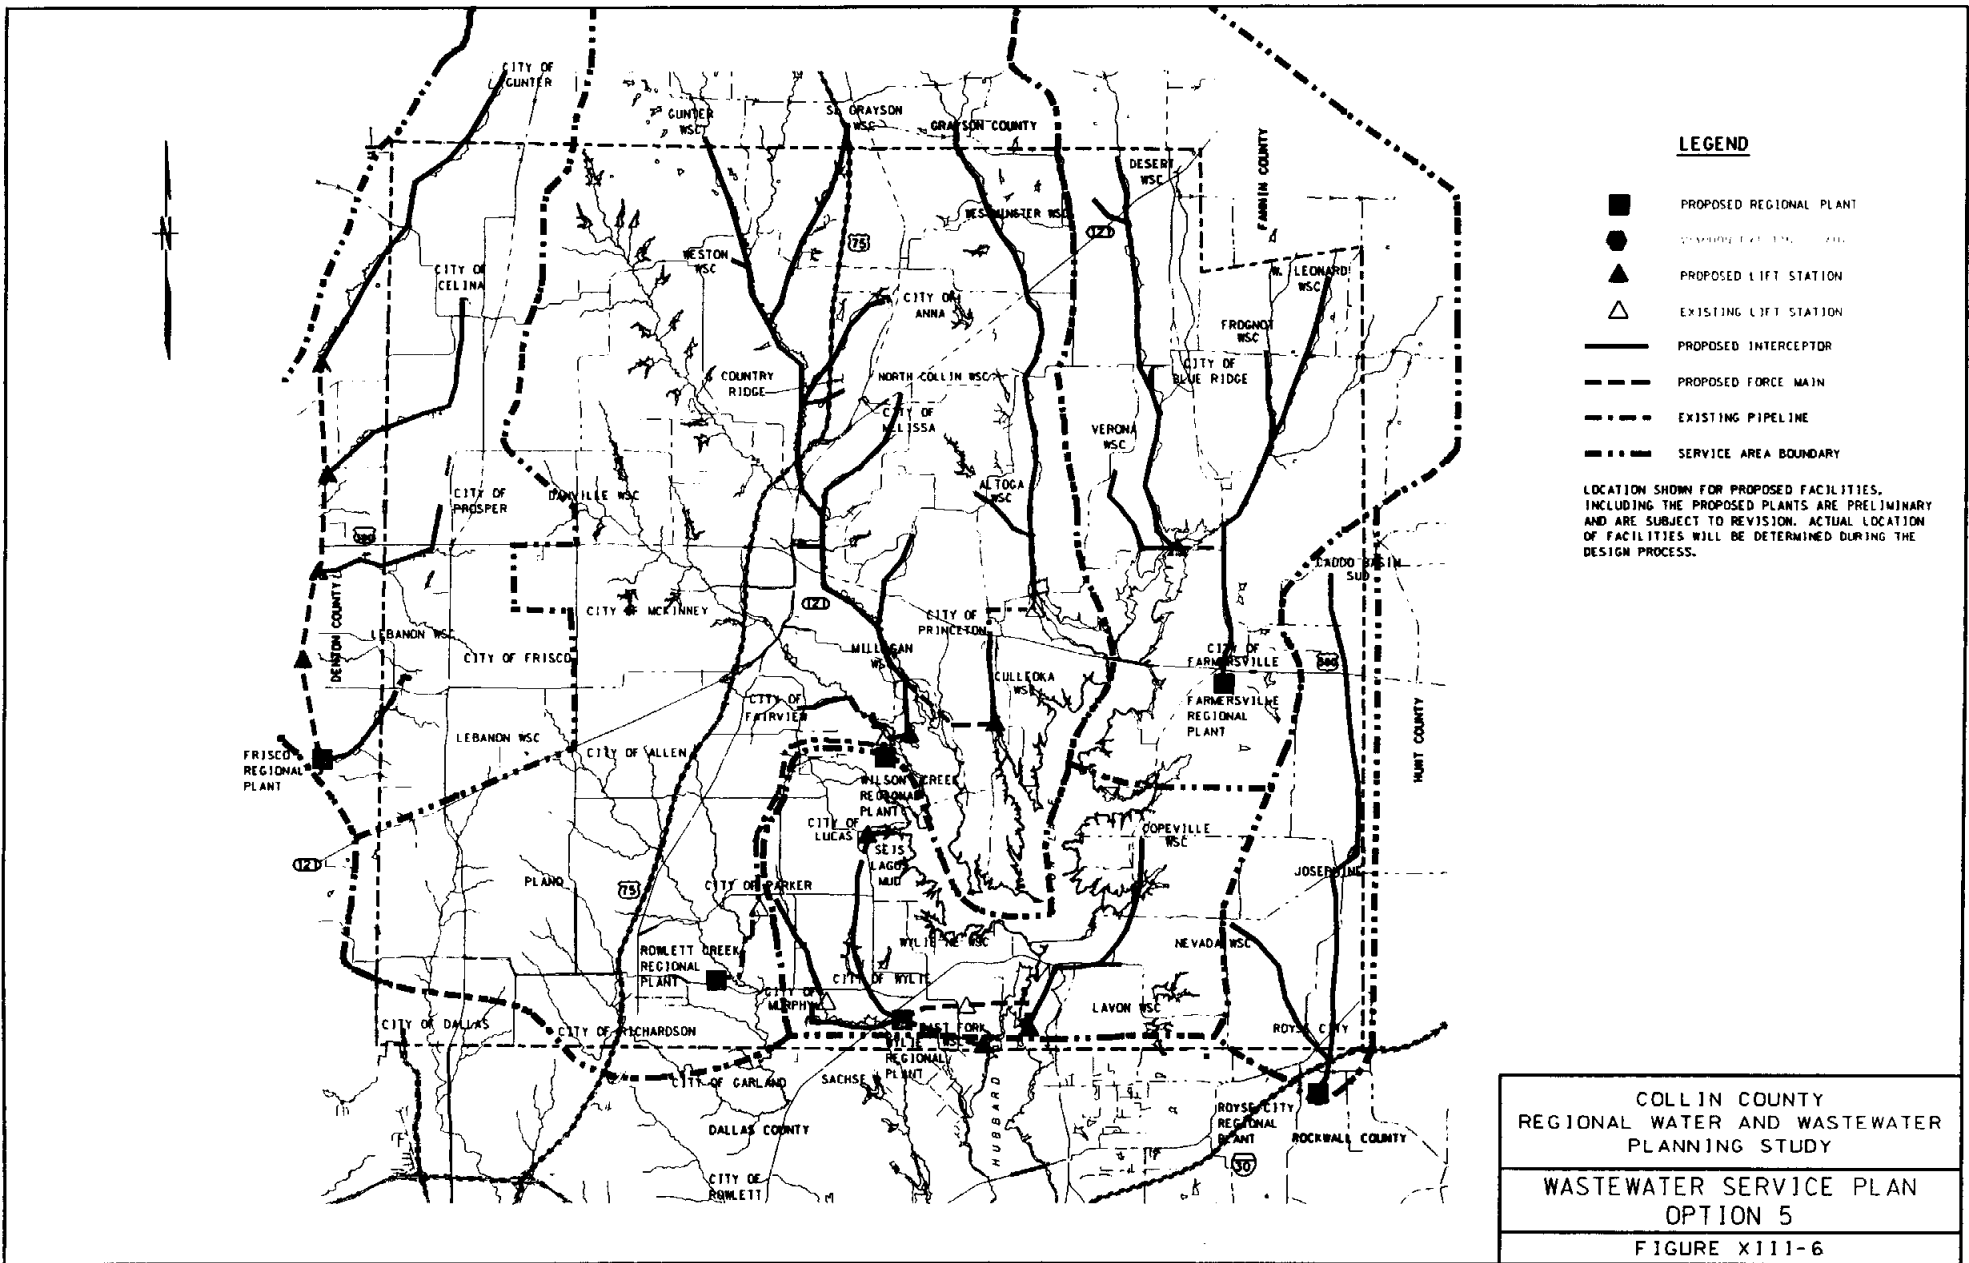 CITY OF
GUNTER
GUNTER
WSC
SE GRAYSON
WSC
GRAYSON COUNTY
FANNIN COUNTY
DESERT
WSC
WESTMINSTER WSC
121
75
WESTON
WSC
CITY OF
CELINA
CITY OF
ANNA
W. LEONARD
WSC
FROGNOT
WSC
CITY OF
BLUE RIDGE
COUNTRY
RIDGE
NORTH COLLIN WSC
CITY OF
MELISSA
VERONA
WSC
ALTOGA
WSC
CITY OF
PROSPER
DANVILLE WSC
380
CADDO BASIN
SUD
DENTON COUNTY
CITY OF MCKINNEY
121
CITY OF
PRINCETON
LEBANON WSC
CITY OF FRISCO
MILLIGAN
WSC
CITY OF
FARMERSVILLE
380
CULLEOKA
WSC
CITY OF
FAIRVIEW
FARMERSVILLE
REGIONAL
PLANT
HUNT COUNTY
LEBANON WSC
CITY OF ALLEN
FRISCO
REGIONAL
PLANT
WILSON CREEK
REGIONAL
PLANT
CITY OF
LUCAS
SEIS
LAGOS
MUD
COPEVILLE
WSC
121
PLANO
75
CITY OF PARKER
JOSEPHINE
ROWLETT CREEK
REGIONAL
PLANT
WYLIE NE WSC
NEVADA WSC
CITY OF WYLIE
CITY OF
MURPHY
LAVON WSC
CITY OF DALLAS
CITY OF RICHARDSON
EAST FORK
WSC
WYLIE
REGIONAL
PLANT
ROYSE CITY
CITY OF GARLAND
SACHSE
HUBBARD
DALLAS COUNTY
ROYSE CITY
REGIONAL
PLANT
ROCKWALL COUNTY
30
CITY OF
ROWLETT
N
LEGEND
PROPOSED REGIONAL PLANT
PROPOSED LIFT STATION
EXISTING LIFT STATION
PROPOSED INTERCEPTOR
PROPOSED FORCE MAIN
EXISTING PIPELINE
SERVICE AREA BOUNDARY
LOCATION SHOWN FOR PROPOSED FACILITIES,
INCLUDING THE PROPOSED PLANTS ARE PRELIMINARY
AND ARE SUBJECT TO REVISION. ACTUAL LOCATION
OF FACILITIES WILL BE DETERMINED DURING THE
DESIGN PROCESS.
COLLIN COUNTY
REGIONAL WATER AND WASTEWATER
PLANNING STUDY
WASTEWATER SERVICE PLAN
OPTION 5
FIGURE XIII-6